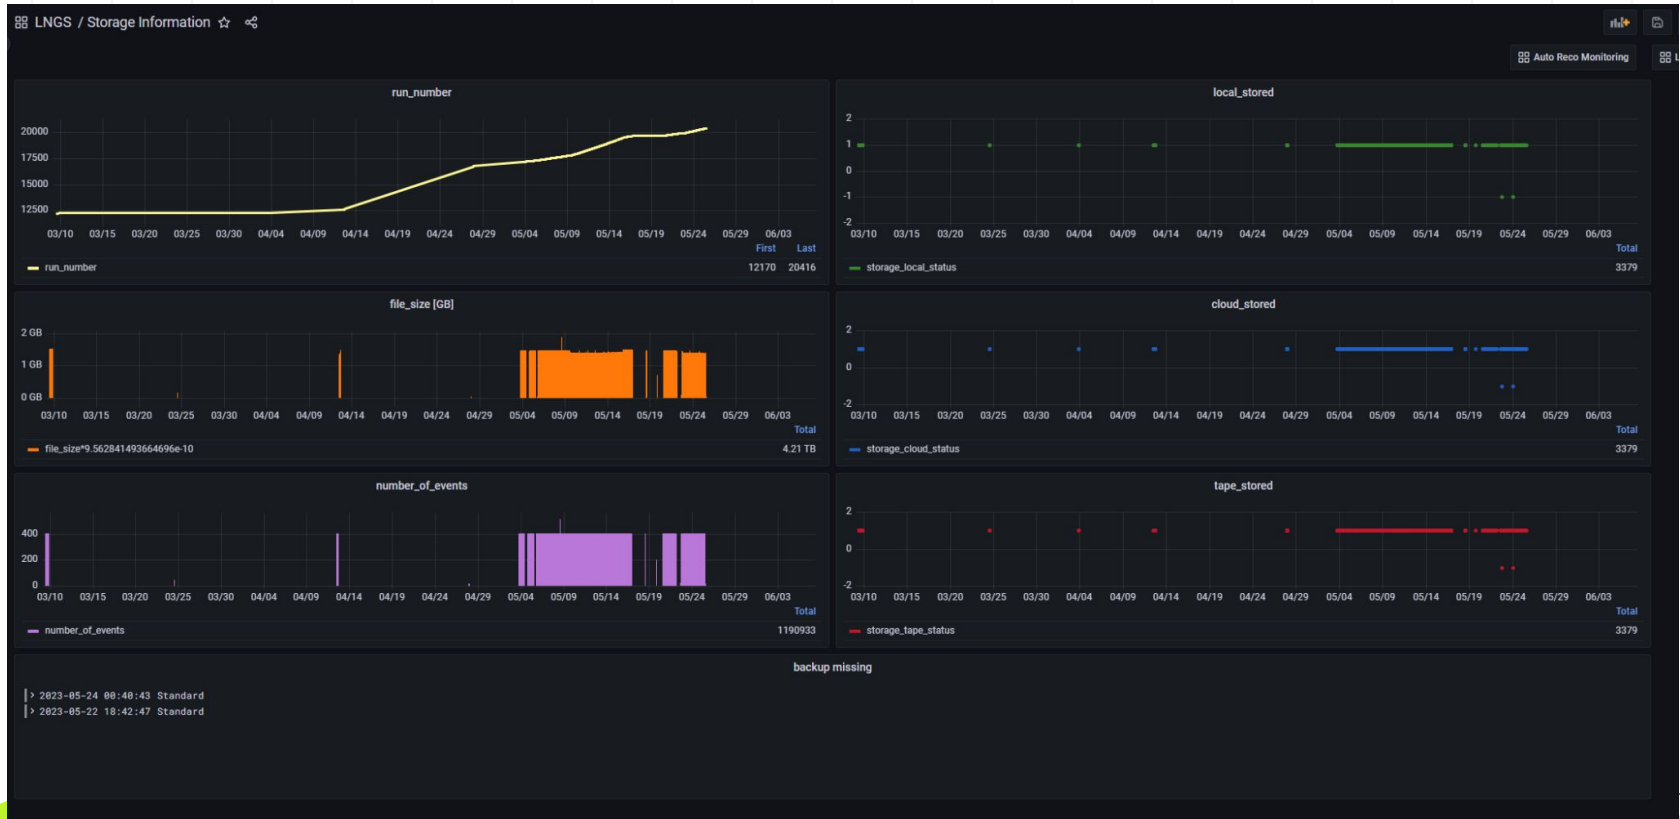 LNGS / Storage Information
Auto Reco Monitoring
run_number
20000
17500
15000
12500
03/10 03/15 03/20 03/25 03/30 04/04 04/09 04/14 04/19 04/24 04/29 05/04 05/09 05/14 05/19 05/24 05/29 06/03
First Last
run_number 12170 20416
local_stored
2
1
0
-1
-2
03/10 03/15 03/20 03/25 03/30 04/04 04/09 04/14 04/19 04/24 04/29 05/04 05/09 05/14 05/19 05/24 05/29 06/03
Total
storage_local_status 3379
file_size [GB]
2 GB
1 GB
0 GB
03/10 03/15 03/20 03/25 03/30 04/04 04/09 04/14 04/19 04/24 04/29 05/04 05/09 05/14 05/19 05/24 05/29 06/03
Total
file_size*9.562841493664696e-10 4.21 TB
cloud_stored
2
0
-2
03/10 03/15 03/20 03/25 03/30 04/04 04/09 04/14 04/19 04/24 04/29 05/04 05/09 05/14 05/19 05/24 05/29 06/03
Total
storage_cloud_status 3379
number_of_events
400
200
0
03/10 03/15 03/20 03/25 03/30 04/04 04/09 04/14 04/19 04/24 04/29 05/04 05/09 05/14 05/19 05/24 05/29 06/03
Total
number_of_events 1190933
tape_stored
2
0
-2
03/10 03/15 03/20 03/25 03/30 04/04 04/09 04/14 04/19 04/24 04/29 05/04 05/09 05/14 05/19 05/24 05/29 06/03
Total
storage_tape_status 3379
backup missing
> 2023-05-24 00:40:43 Standard
> 2023-05-22 18:42:47 Standard